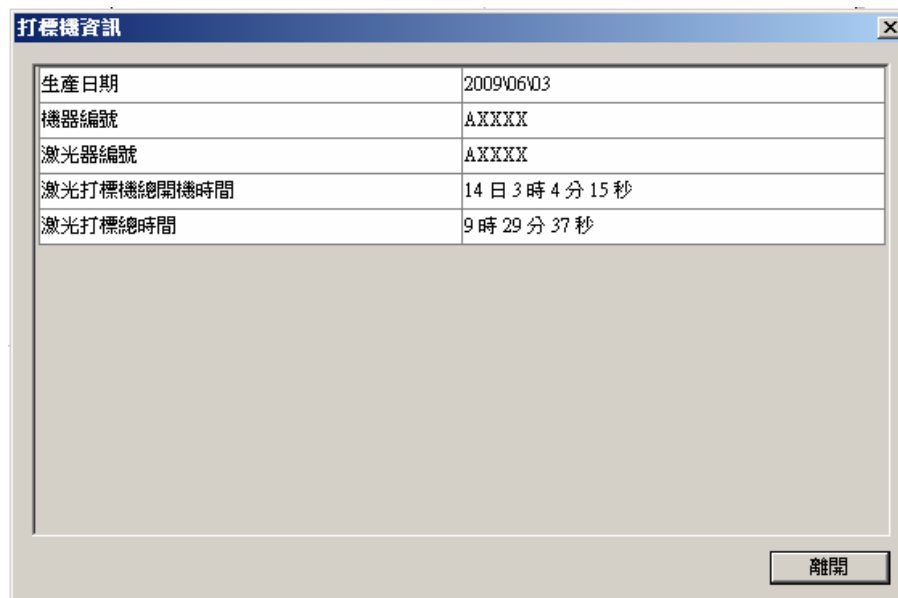 打標機資訊
生產日期 2009\06\03
機器編號 AXXXX
激光器編號 AXXXX
激光打標機總開機時間 14 日 3 時 4 分 15 秒
激光打標總時間 9 時 29 分 37 秒
離開